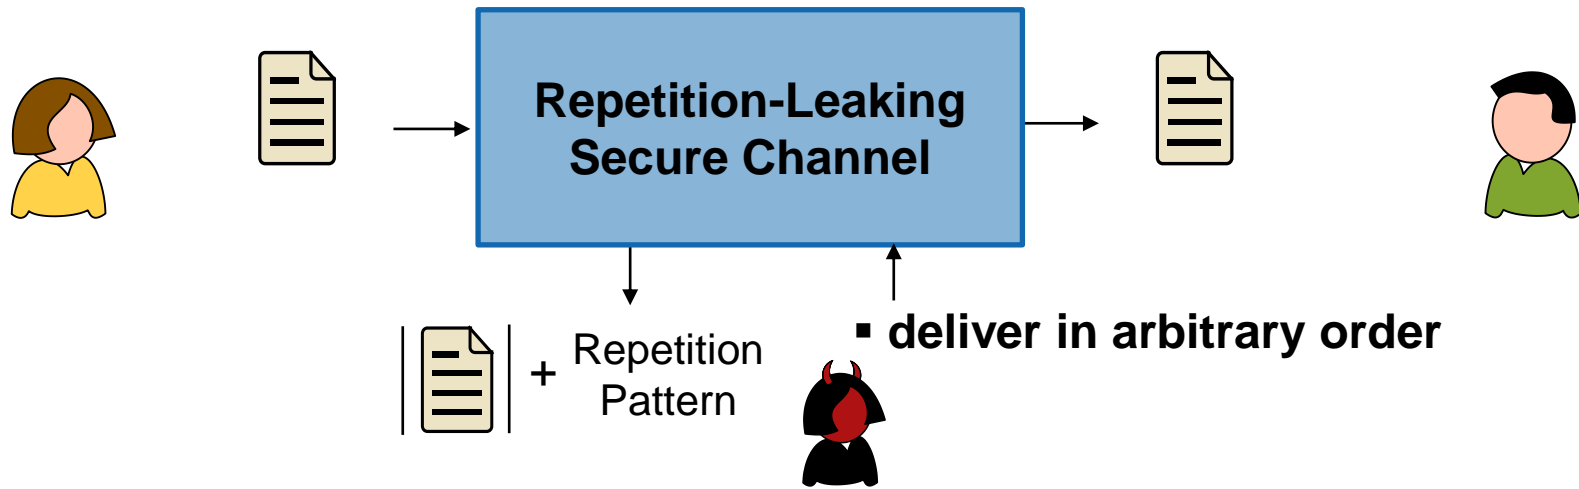 Repetition-Leaking
Secure Channel
+ Repetition
Pattern
▪ deliver in arbitrary order